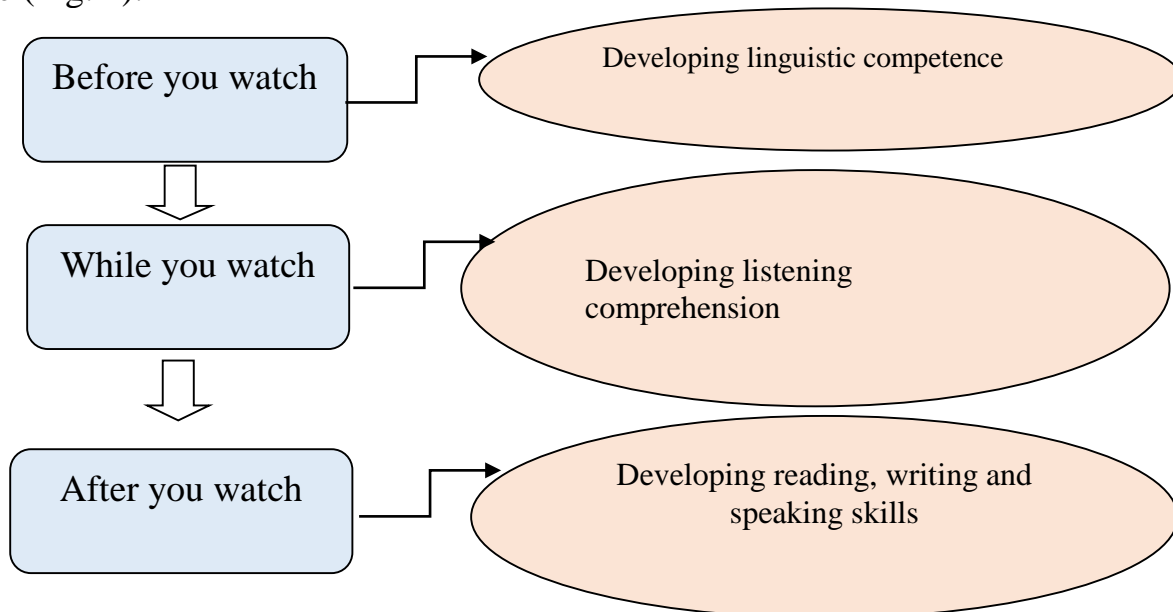 Before you watch
Developing linguistic competence
While you watch
Developing listening
comprehension
After you watch
Developing reading, writing and
speaking skills